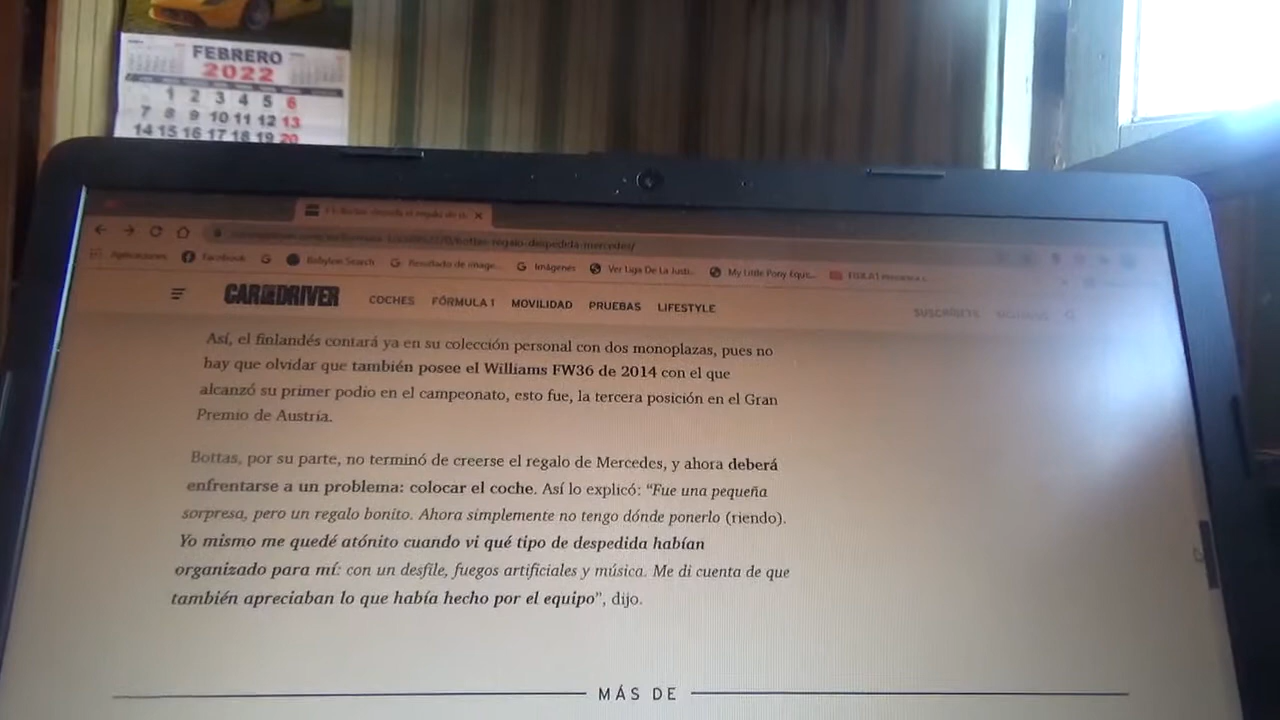 FEBRERO
2022
1 2 3 4 5 6
7 8 9 10 11 12 13
14 15 16 17 18 19 20
bottas-regalo-despedida-mercedes/
Aplicaciones Facebook G Babylon Search Resultado de image... Imágenes Ver Liga De La Justi... My Little Pony Eque...
CAR DRIVER COCHES FÓRMULA 1 MOVILIDAD PRUEBAS LIFESTYLE SUSCRÍBETE
Así, el finlandés contará ya en su colección personal con dos monoplazas, pues no
hay que olvidar que también posee el Williams FW36 de 2014 con el que
alcanzó su primer podio en el campeonato, esto fue, la tercera posición en el Gran
Premio de Austria.
Bottas, por su parte, no terminó de creerse el regalo de Mercedes, y ahora deberá
enfrentarse a un problema: colocar el coche. Así lo explicó: “Fue una pequeña
sorpresa, pero un regalo bonito. Ahora simplemente no tengo dónde ponerlo (riendo).
Yo mismo me quedé atónito cuando vi qué tipo de despedida habían
organizado para mí: con un desfile, fuegos artificiales y música. Me di cuenta de que
también apreciaban lo que había hecho por el equipo”, dijo.
MÁS DE